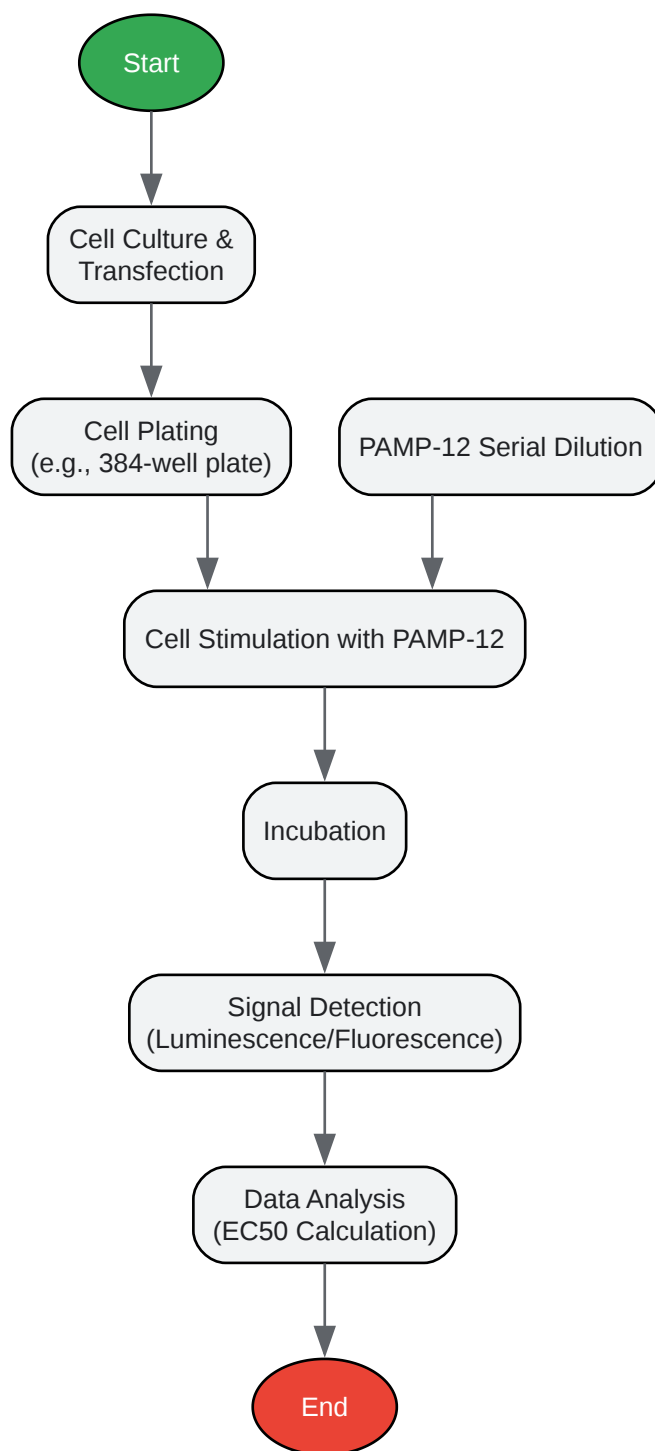 Start
Cell Culture &
Transfection
Cell Plating
(e.g., 384-well plate)
PAMP-12 Serial Dilution
Cell Stimulation with PAMP-12
Incubation
Signal Detection
(Luminescence/Fluorescence)
Data Analysis
(EC50 Calculation)
End